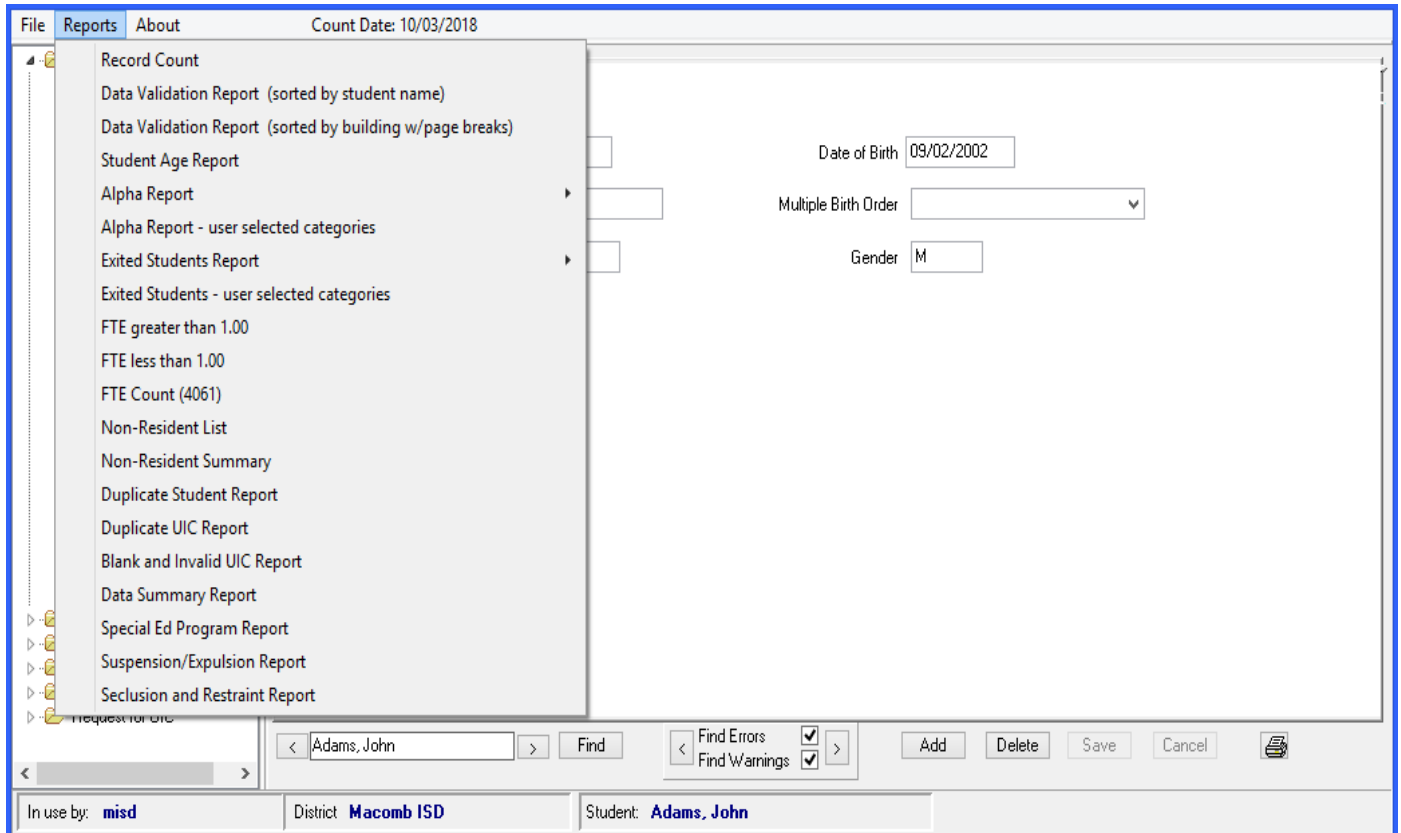 File Reports About Count Date: 10/03/2018
Record Count
Data Validation Report (sorted by student name)
Data Validation Report (sorted by building w/page breaks)
Student Age Report
Alpha Report
Alpha Report - user selected categories
Exited Students Report
Exited Students - user selected categories
FTE greater than 1.00
FTE less than 1.00
FTE Count (4061)
Non-Resident List
Non-Resident Summary
Duplicate Student Report
Duplicate UIC Report
Blank and Invalid UIC Report
Data Summary Report
Special Ed Program Report
Suspension/Expulsion Report
Seclusion and Restraint Report
Date of Birth 09/02/2002
Multiple Birth Order
Gender M
Request for UIC
< Adams, John > Find
< Find Errors >
Find Warnings
Add Delete Save Cancel
In use by: misd District Macomb ISD Student: Adams, John